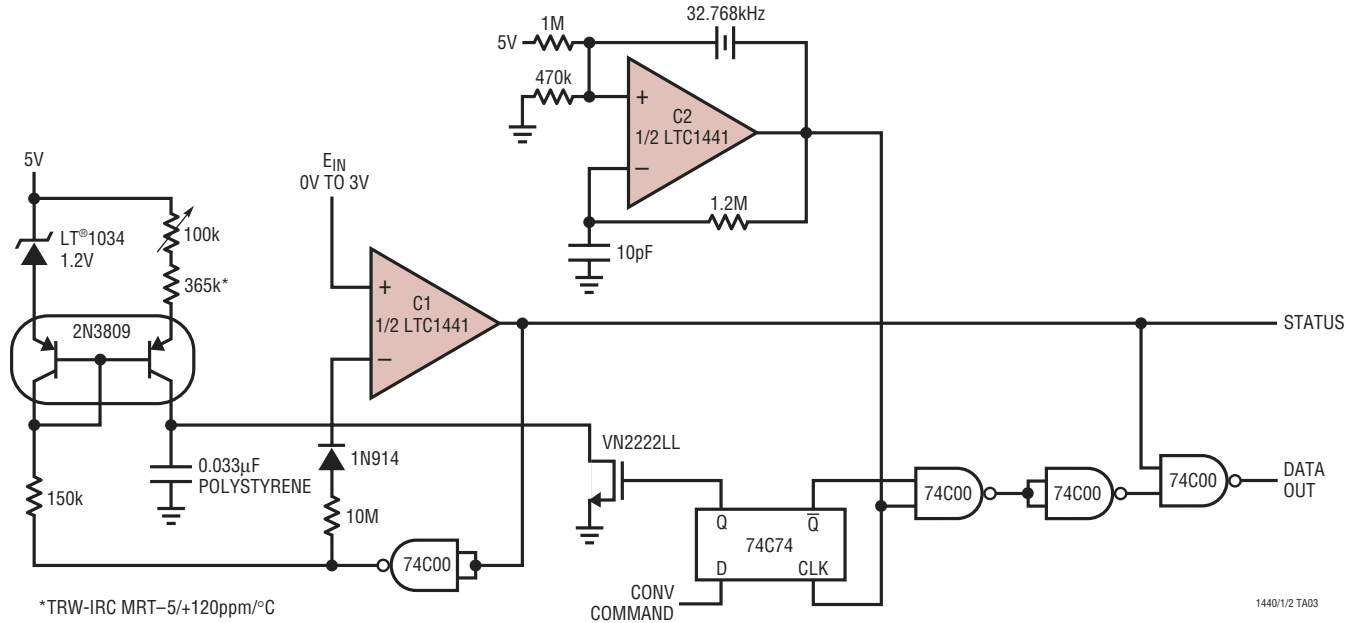 32.768kHz
1M
5V
470k
+
C2
1/2 LTC1441
–
1.2M
10pF
5V
LT®1034
1.2V
100k
365k*
2N3809
EIN
0V TO 3V
+
C1
1/2 LTC1441
–
STATUS
0.033µF
POLYSTYRENE
150k
1N914
10M
74C00
VN2222LL
Q
Q̅
74C74
D
CLK
CONV
COMMAND
74C00
74C00
74C00
DATA
OUT
*TRW-IRC MRT–5/+120ppm/°C
1440/1/2 TA03